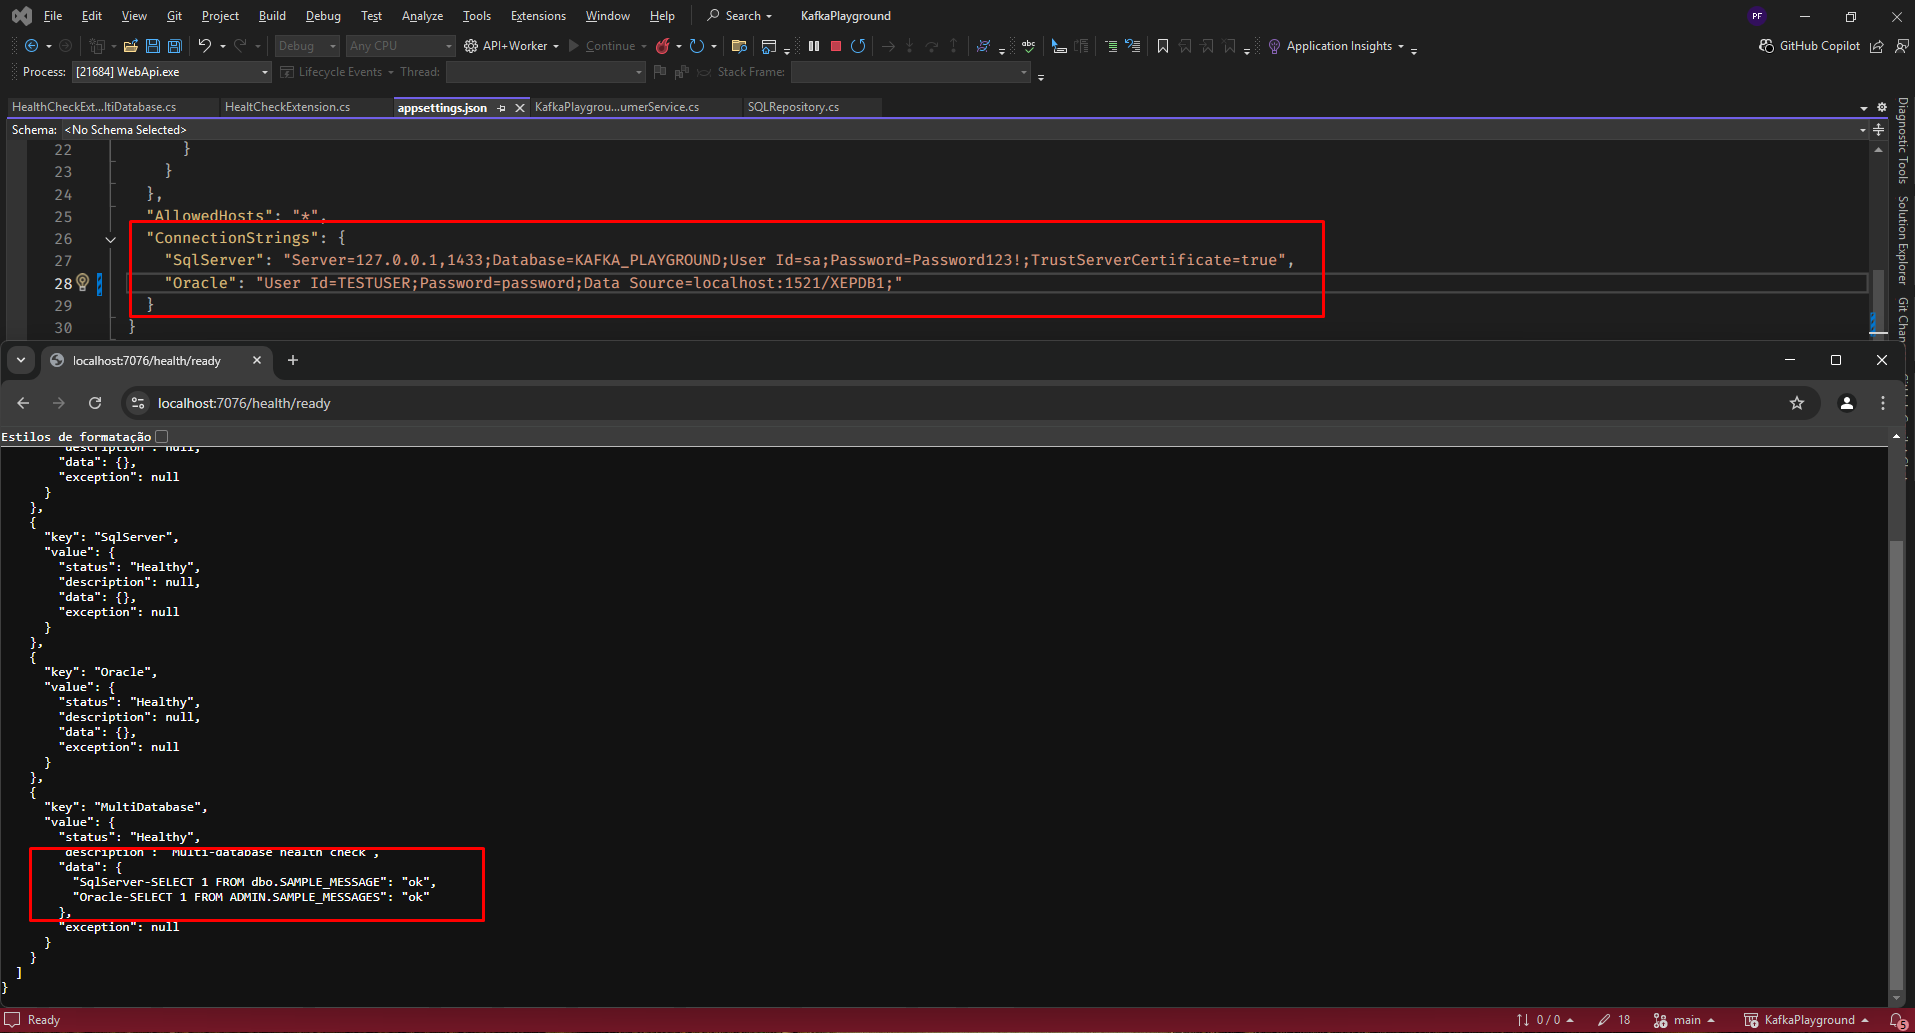 File Edit View Git Project Build Debug Test Analyze Tools Extensions Window Help Search KafkaPlayground PF
Debug Any CPU API+Worker Continue Application Insights GitHub Copilot
Process: [21684] WebApi.exe Lifecycle Events Thread: Stack Frame:
HealthCheckExt...ltiDatabase.cs HealtCheckExtension.cs appsettings.json KafkaPlaygrou...umerService.cs SQLRepository.cs
Schema: <No Schema Selected>
22 }
23 }
24 },
25 "AllowedHosts": "*",
26 "ConnectionStrings": {
27 "SqlServer": "Server=127.0.0.1,1433;Database=KAFKA_PLAYGROUND;User Id=sa;Password=Password123!;TrustServerCertificate=true",
28 "Oracle": "User Id=TESTUSER;Password=password;Data Source=localhost:1521/XEPDB1;"
29 }
30 }
Diagnostic Tools
Solution Explorer
Git Chan
localhost:7076/health/ready
localhost:7076/health/ready
Estilos de formatação
"description": null,
"data": {},
"exception": null
}
},
{
"key": "SqlServer",
"value": {
"status": "Healthy",
"description": null,
"data": {},
"exception": null
}
},
{
"key": "Oracle",
"value": {
"status": "Healthy",
"description": null,
"data": {},
"exception": null
}
},
{
"key": "MultiDatabase",
"value": {
"status": "Healthy",
"description": "Multi-database health check",
"data": {
"SqlServer-SELECT 1 FROM dbo.SAMPLE_MESSAGE": "ok",
"Oracle-SELECT 1 FROM ADMIN.SAMPLE_MESSAGES": "ok"
},
"exception": null
}
}
]
}
Ready 0 / 0 18 main KafkaPlayground 5